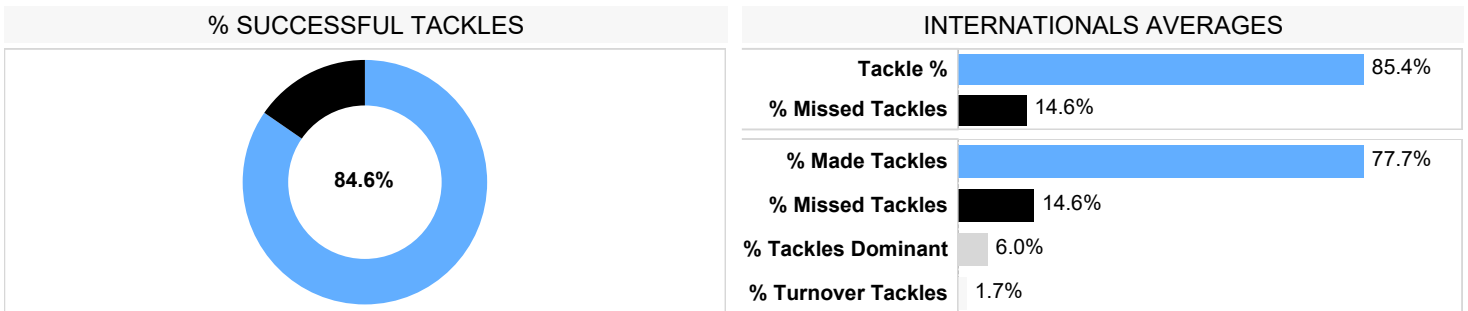 % SUCCESSFUL TACKLES
84.6%
INTERNATIONALS AVERAGES
Tackle % 85.4%
% Missed Tackles 14.6%
% Made Tackles 77.7%
% Missed Tackles 14.6%
% Tackles Dominant 6.0%
% Turnover Tackles 1.7%